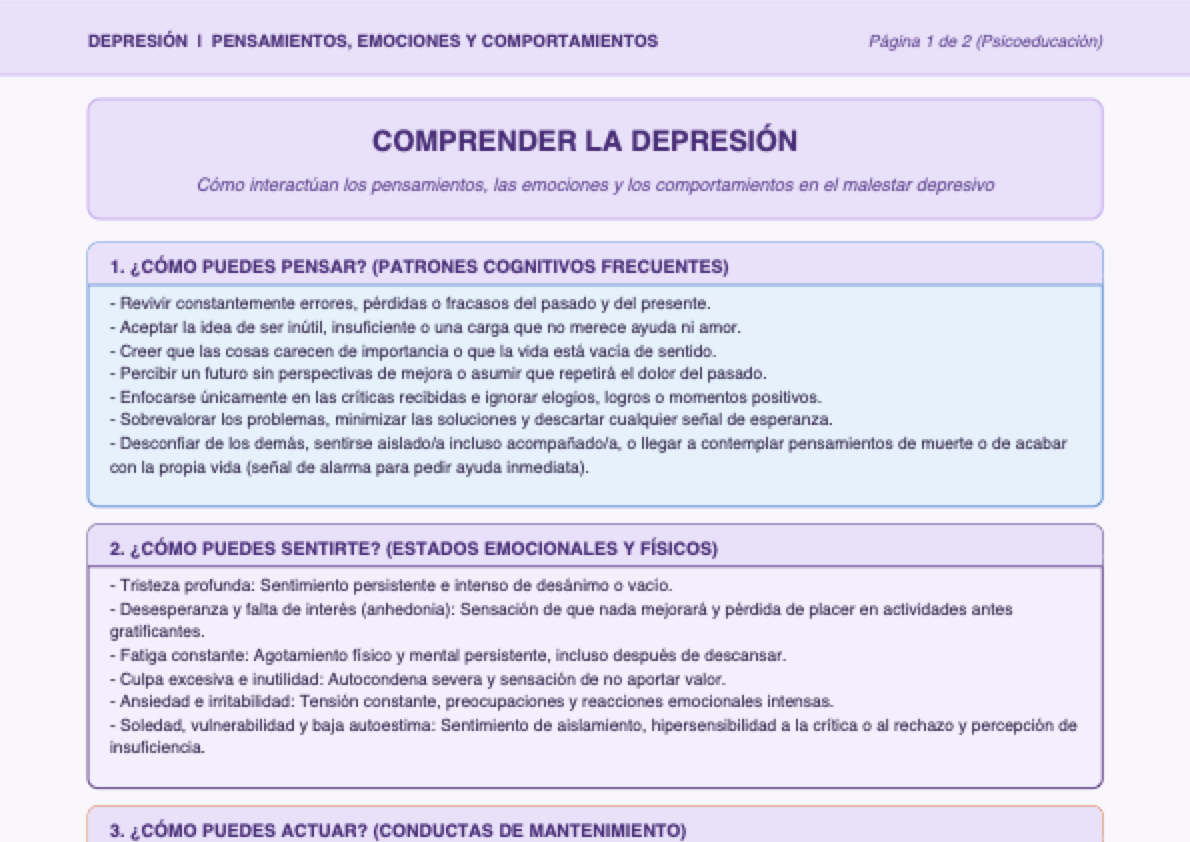 DEPRESIÓN | PENSAMIENTOS, EMOCIONES Y COMPORTAMIENTOS
Página 1 de 2 (Psicoeducación)
COMPRENDER LA DEPRESIÓN
Cómo interactúan los pensamientos, las emociones y los comportamientos en el malestar depresivo
1. ¿CÓMO PUEDES PENSAR? (PATRONES COGNITIVOS FRECUENTES)
- Revivir constantemente errores, pérdidas o fracasos del pasado y del presente.
- Aceptar la idea de ser inútil, insuficiente o una carga que no merece ayuda ni amor.
- Creer que las cosas carecen de importancia o que la vida está vacía de sentido.
- Percibir un futuro sin perspectivas de mejora o asumir que repetirá el dolor del pasado.
- Enfocarse únicamente en las críticas recibidas e ignorar elogios, logros o momentos positivos.
- Sobrevalorar los problemas, minimizar las soluciones y descartar cualquier señal de esperanza.
- Desconfiar de los demás, sentirse aislado/a incluso acompañado/a, o llegar a contemplar pensamientos de muerte o de acabar
con la propia vida (señal de alarma para pedir ayuda inmediata).
2. ¿CÓMO PUEDES SENTIRTE? (ESTADOS EMOCIONALES Y FÍSICOS)
- Tristeza profunda: Sentimiento persistente e intenso de desánimo o vacío.
- Desesperanza y falta de interés (anhedonia): Sensación de que nada mejorará y pérdida de placer en actividades antes
gratificantes.
- Fatiga constante: Agotamiento físico y mental persistente, incluso después de descansar.
- Culpa excesiva e inutilidad: Autocondena severa y sensación de no aportar valor.
- Ansiedad e irritabilidad: Tensión constante, preocupaciones y reacciones emocionales intensas.
- Soledad, vulnerabilidad y baja autoestima: Sentimiento de aislamiento, hipersensibilidad a la crítica o al rechazo y percepción de
insuficiencia.
3. ¿CÓMO PUEDES ACTUAR? (CONDUCTAS DE MANTENIMIENTO)